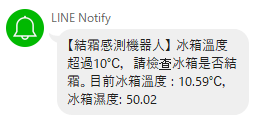 LINE Notify
【結霜感測機器人】冰箱溫度
超過10°C, 請檢查冰箱是否結
霜。目前冰箱溫度 : 10.59°C,
冰箱濕度: 50.02